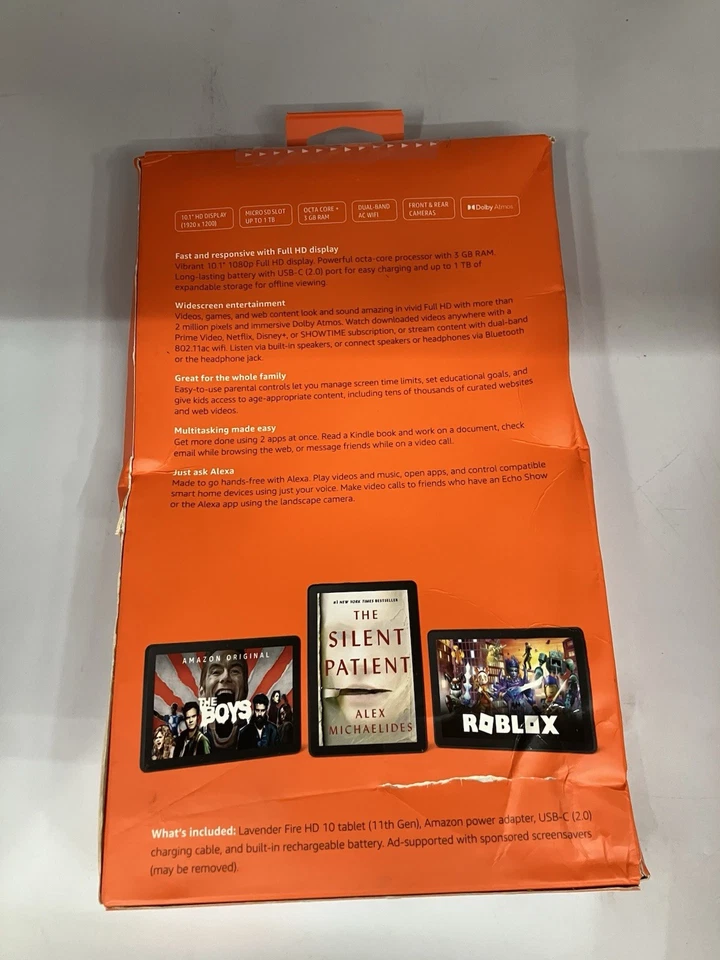 10.1" HD DISPLAY
(1920 x 1200)
MICRO SD SLOT
UP TO 1 TB
OCTA CORE +
3 GB RAM
DUAL-BAND
AC WIFI
FRONT & REAR
CAMERAS
Dolby Atmos
Fast and responsive with Full HD display
Vibrant 10.1" 1080p Full HD display. Powerful octa-core processor with 3 GB RAM.
Long-lasting battery with USB-C (2.0) port for easy charging and up to 1 TB of
expandable storage for offline viewing.
Widescreen entertainment
Videos, games, and web content look and sound amazing in vivid Full HD with more than
2 million pixels and immersive Dolby Atmos. Watch downloaded videos anywhere with a
Prime Video, Netflix, Disney+, or SHOWTIME subscription, or stream content with dual-band
802.11ac wifi. Listen via built-in speakers, or connect speakers or headphones via Bluetooth
or the headphone jack.
Great for the whole family
Easy-to-use parental controls let you manage screen time limits, set educational goals, and
give kids access to age-appropriate content, including tens of thousands of curated websites
and web videos.
Multitasking made easy
Get more done using 2 apps at once. Read a Kindle book and work on a document, check
email while browsing the web, or message friends while on a video call.
Just ask Alexa
Made to go hands-free with Alexa. Play videos and music, open apps, and control compatible
smart home devices using just your voice. Make video calls to friends who have an Echo Show
or the Alexa app using the landscape camera.
AMAZON ORIGINAL
THE
BOYS
#1 NEW YORK TIMES BESTSELLER
THE
SILENT
PATIENT
ALEX
MICHAELIDES
ROBLOX
What's included: Lavender Fire HD 10 tablet (11th Gen), Amazon power adapter, USB-C (2.0)
charging cable, and built-in rechargeable battery. Ad-supported with sponsored screensavers
(may be removed).